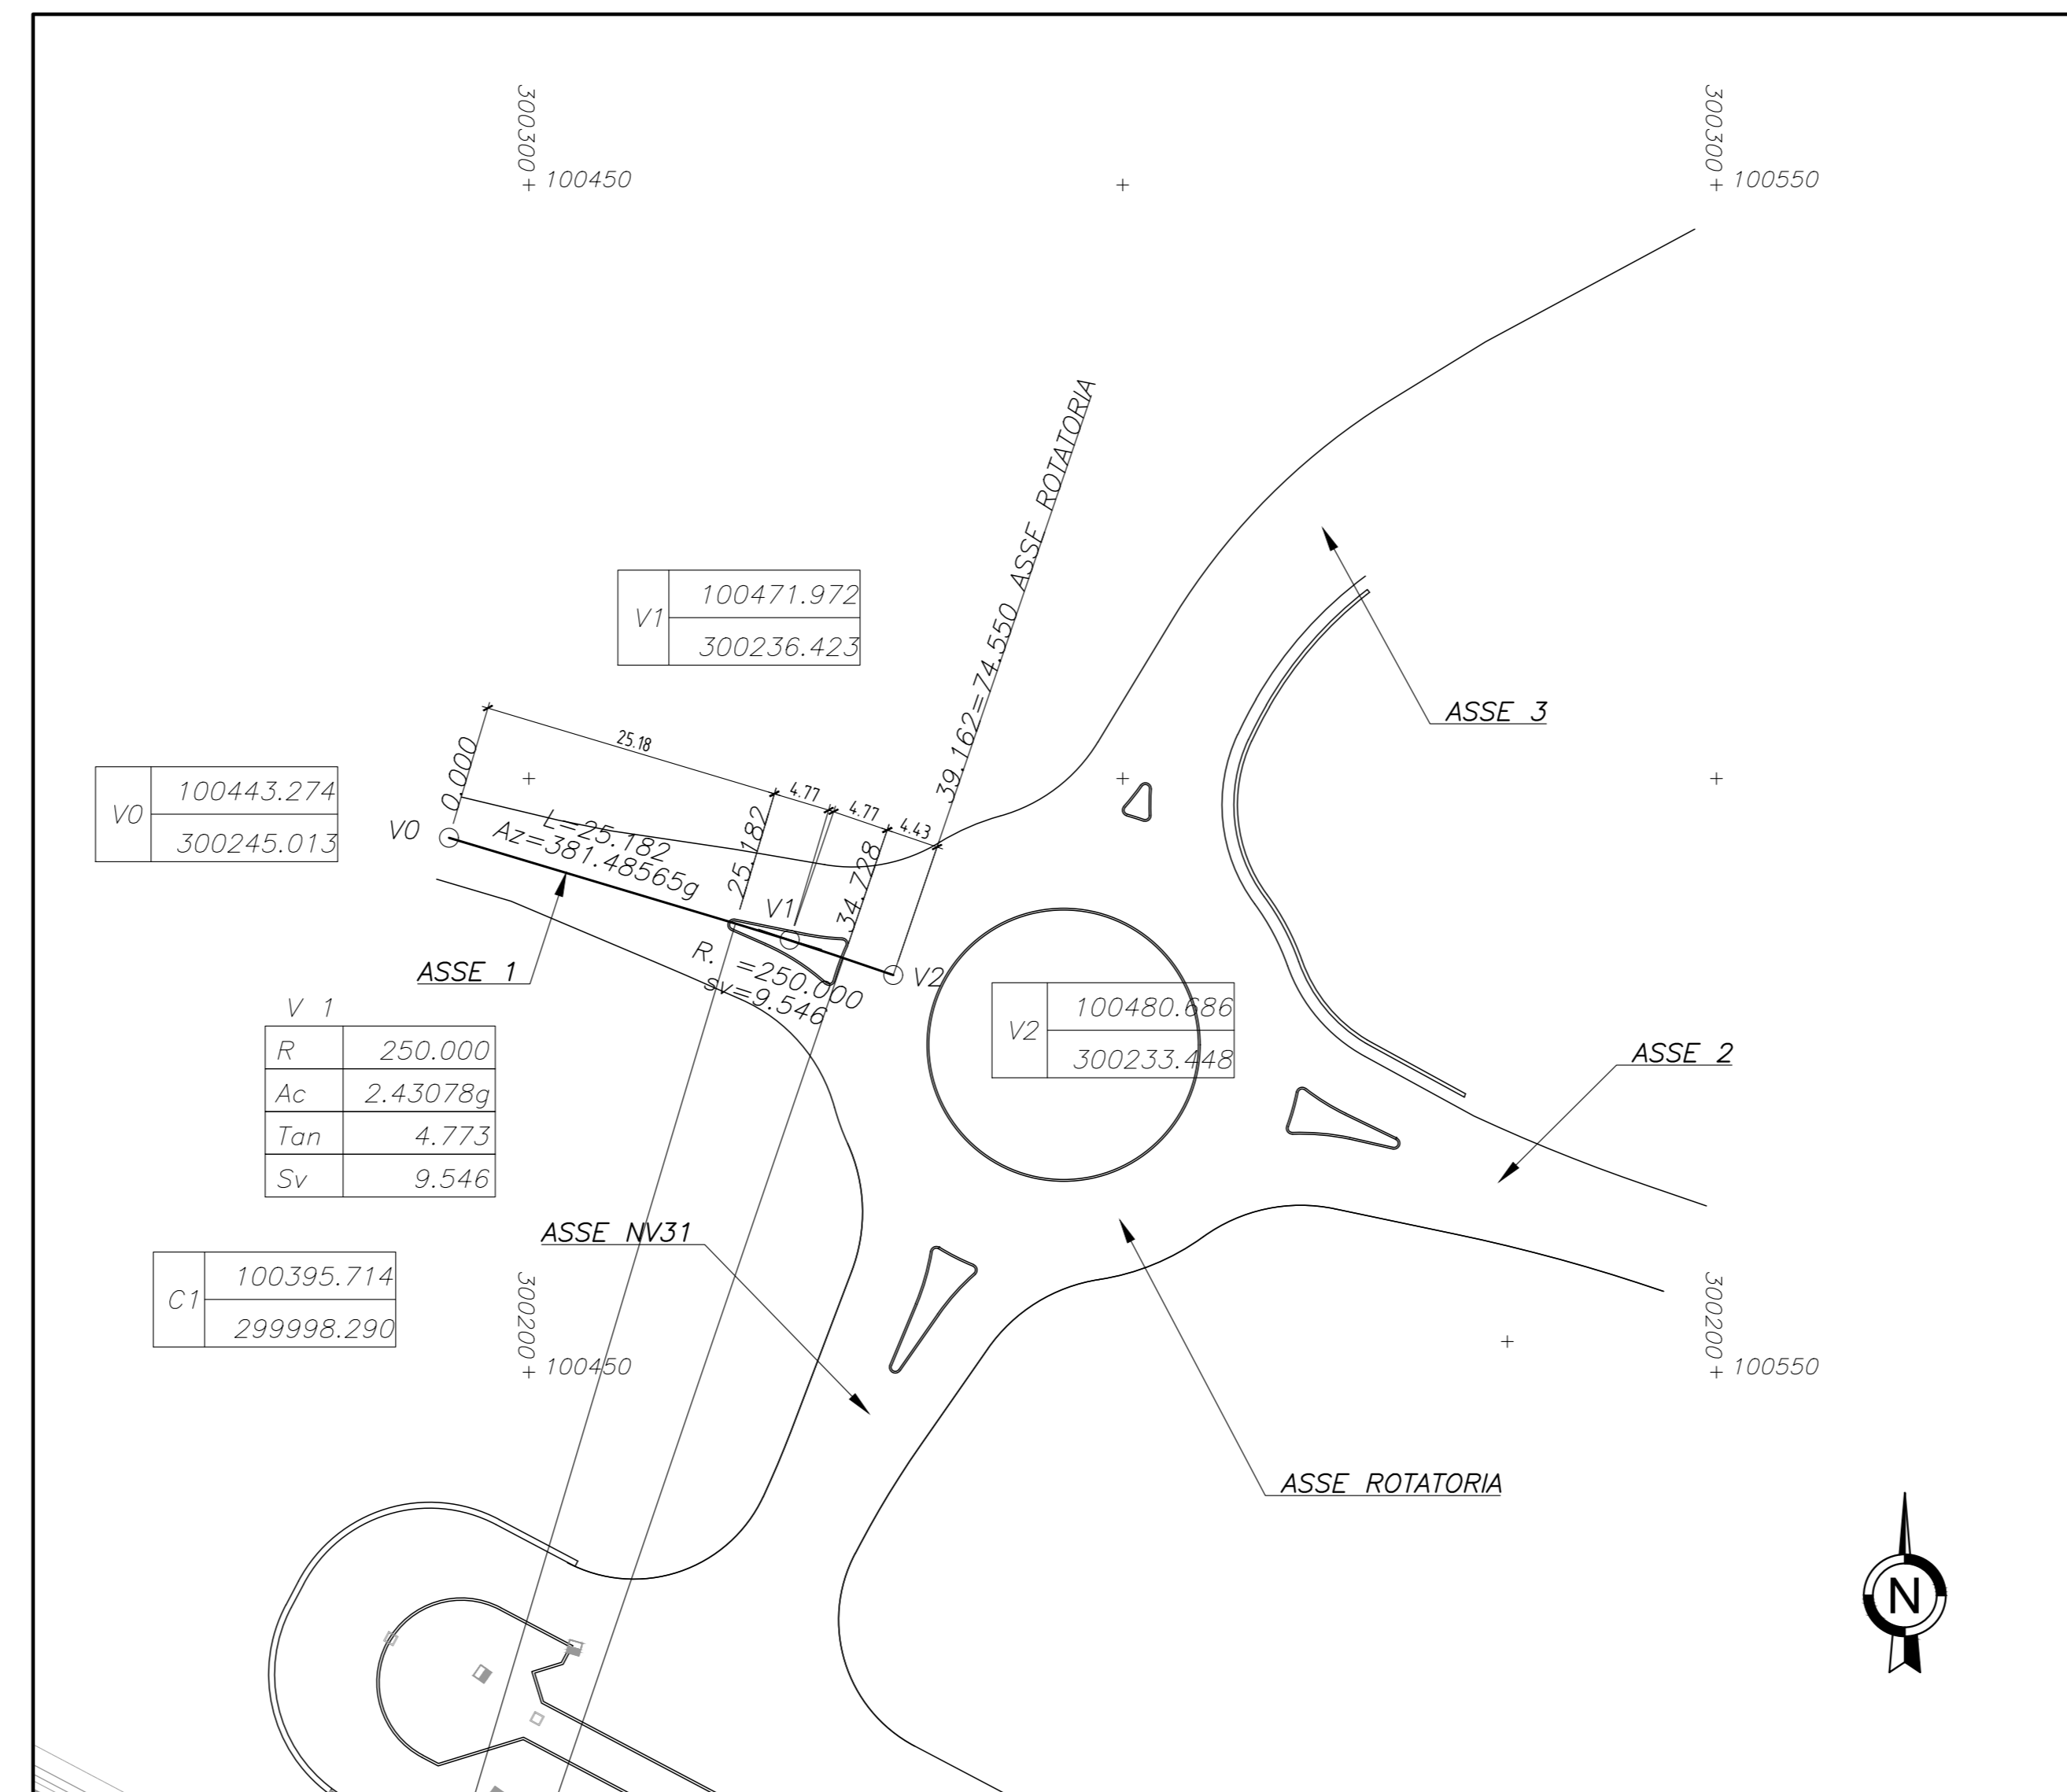 300300
100450
300300
100550
V1
100471.972
300236.423
39.162=74.550 ASSE ROTATORIA
ASSE 3
25.18
4.77
4.77
4.43
V0
100443.274
300245.013
0.000
V0
L=25.182
Az=381.48565g
25.182
V1
34.728
ASSE 1
R. =250.000
sv=9.546
V2
V2
100480.686
300233.448
V 1
R 250.000
Ac 2.43078g
Tan 4.773
Sv 9.546
ASSE 2
ASSE NV31
C1
100395.714
299998.290
300200
100450
300200
100550
ASSE ROTATORIA
N